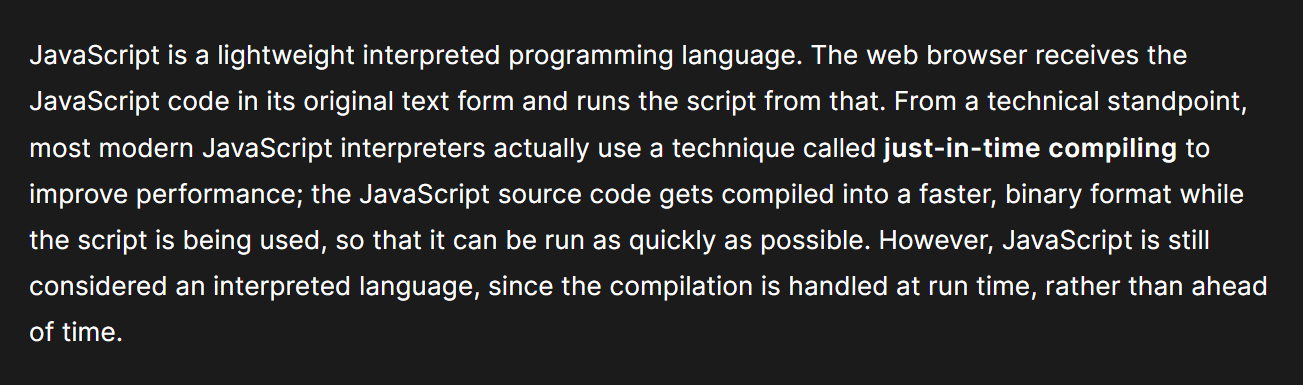 JavaScript is a lightweight interpreted programming language. The web browser receives the
JavaScript code in its original text form and runs the script from that. From a technical standpoint,
most modern JavaScript interpreters actually use a technique called just-in-time compiling to
improve performance; the JavaScript source code gets compiled into a faster, binary format while
the script is being used, so that it can be run as quickly as possible. However, JavaScript is still
considered an interpreted language, since the compilation is handled at run time, rather than ahead
of time.